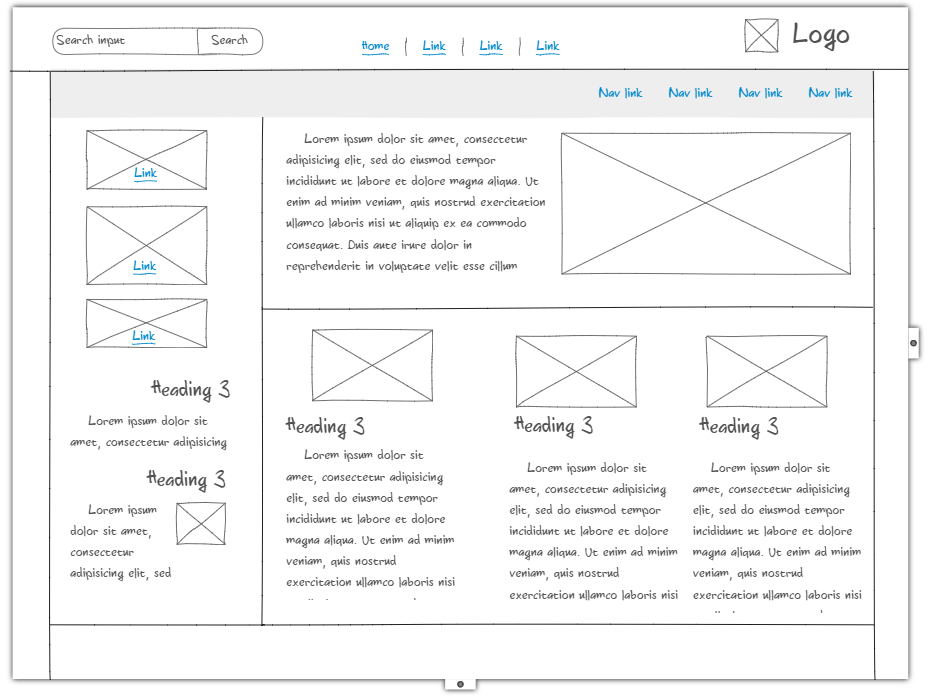 Search input Search
Home | Link | Link | Link
Logo
Nav link Nav link Nav link Nav link
Link
Link
Link
Heading 3
Lorem ipsum dolor sit
amet, consectetur adipisicing
Heading 3
Lorem ipsum
dolor sit amet,
consectetur
adipisicing elit, sed
Lorem ipsum dolor sit amet, consectetur
adipisicing elit, sed do eiusmod tempor
incididunt ut labore et dolore magna aliqua. Ut
enim ad minim veniam, quis nostrud exercitation
ullamco laboris nisi ut aliquip ex ea commodo
consequat. Duis aute irure dolor in
reprehenderit in voluptate velit esse cillum
Heading 3
Lorem ipsum dolor sit
amet, consectetur adipisicing
elit, sed do eiusmod tempor
incididunt ut labore et dolore
magna aliqua. Ut enim ad minim
veniam, quis nostrud
exercitation ullamco laboris nisi
Heading 3
Lorem ipsum dolor sit
amet, consectetur adipisicing
elit, sed do eiusmod tempor
incididunt ut labore et dolore
magna aliqua. Ut enim ad minim
veniam, quis nostrud
exercitation ullamco laboris nisi
Heading 3
Lorem ipsum dolor sit
amet, consectetur adipisicing
elit, sed do eiusmod tempor
incididunt ut labore et dolore
magna aliqua. Ut enim ad minim
veniam, quis nostrud
exercitation ullamco laboris nisi